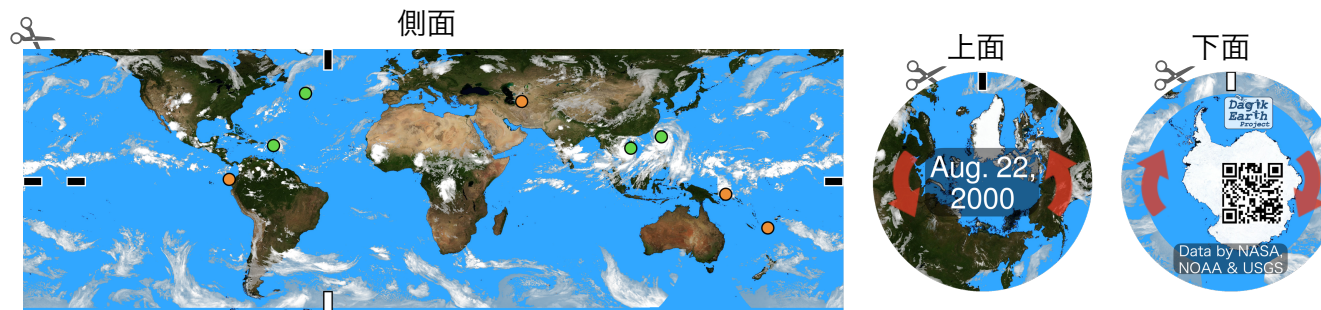 側面
上面
下面
Aug. 22,
2000
Dagik
Earth
Project
Data by NASA,
NOAA & USGS